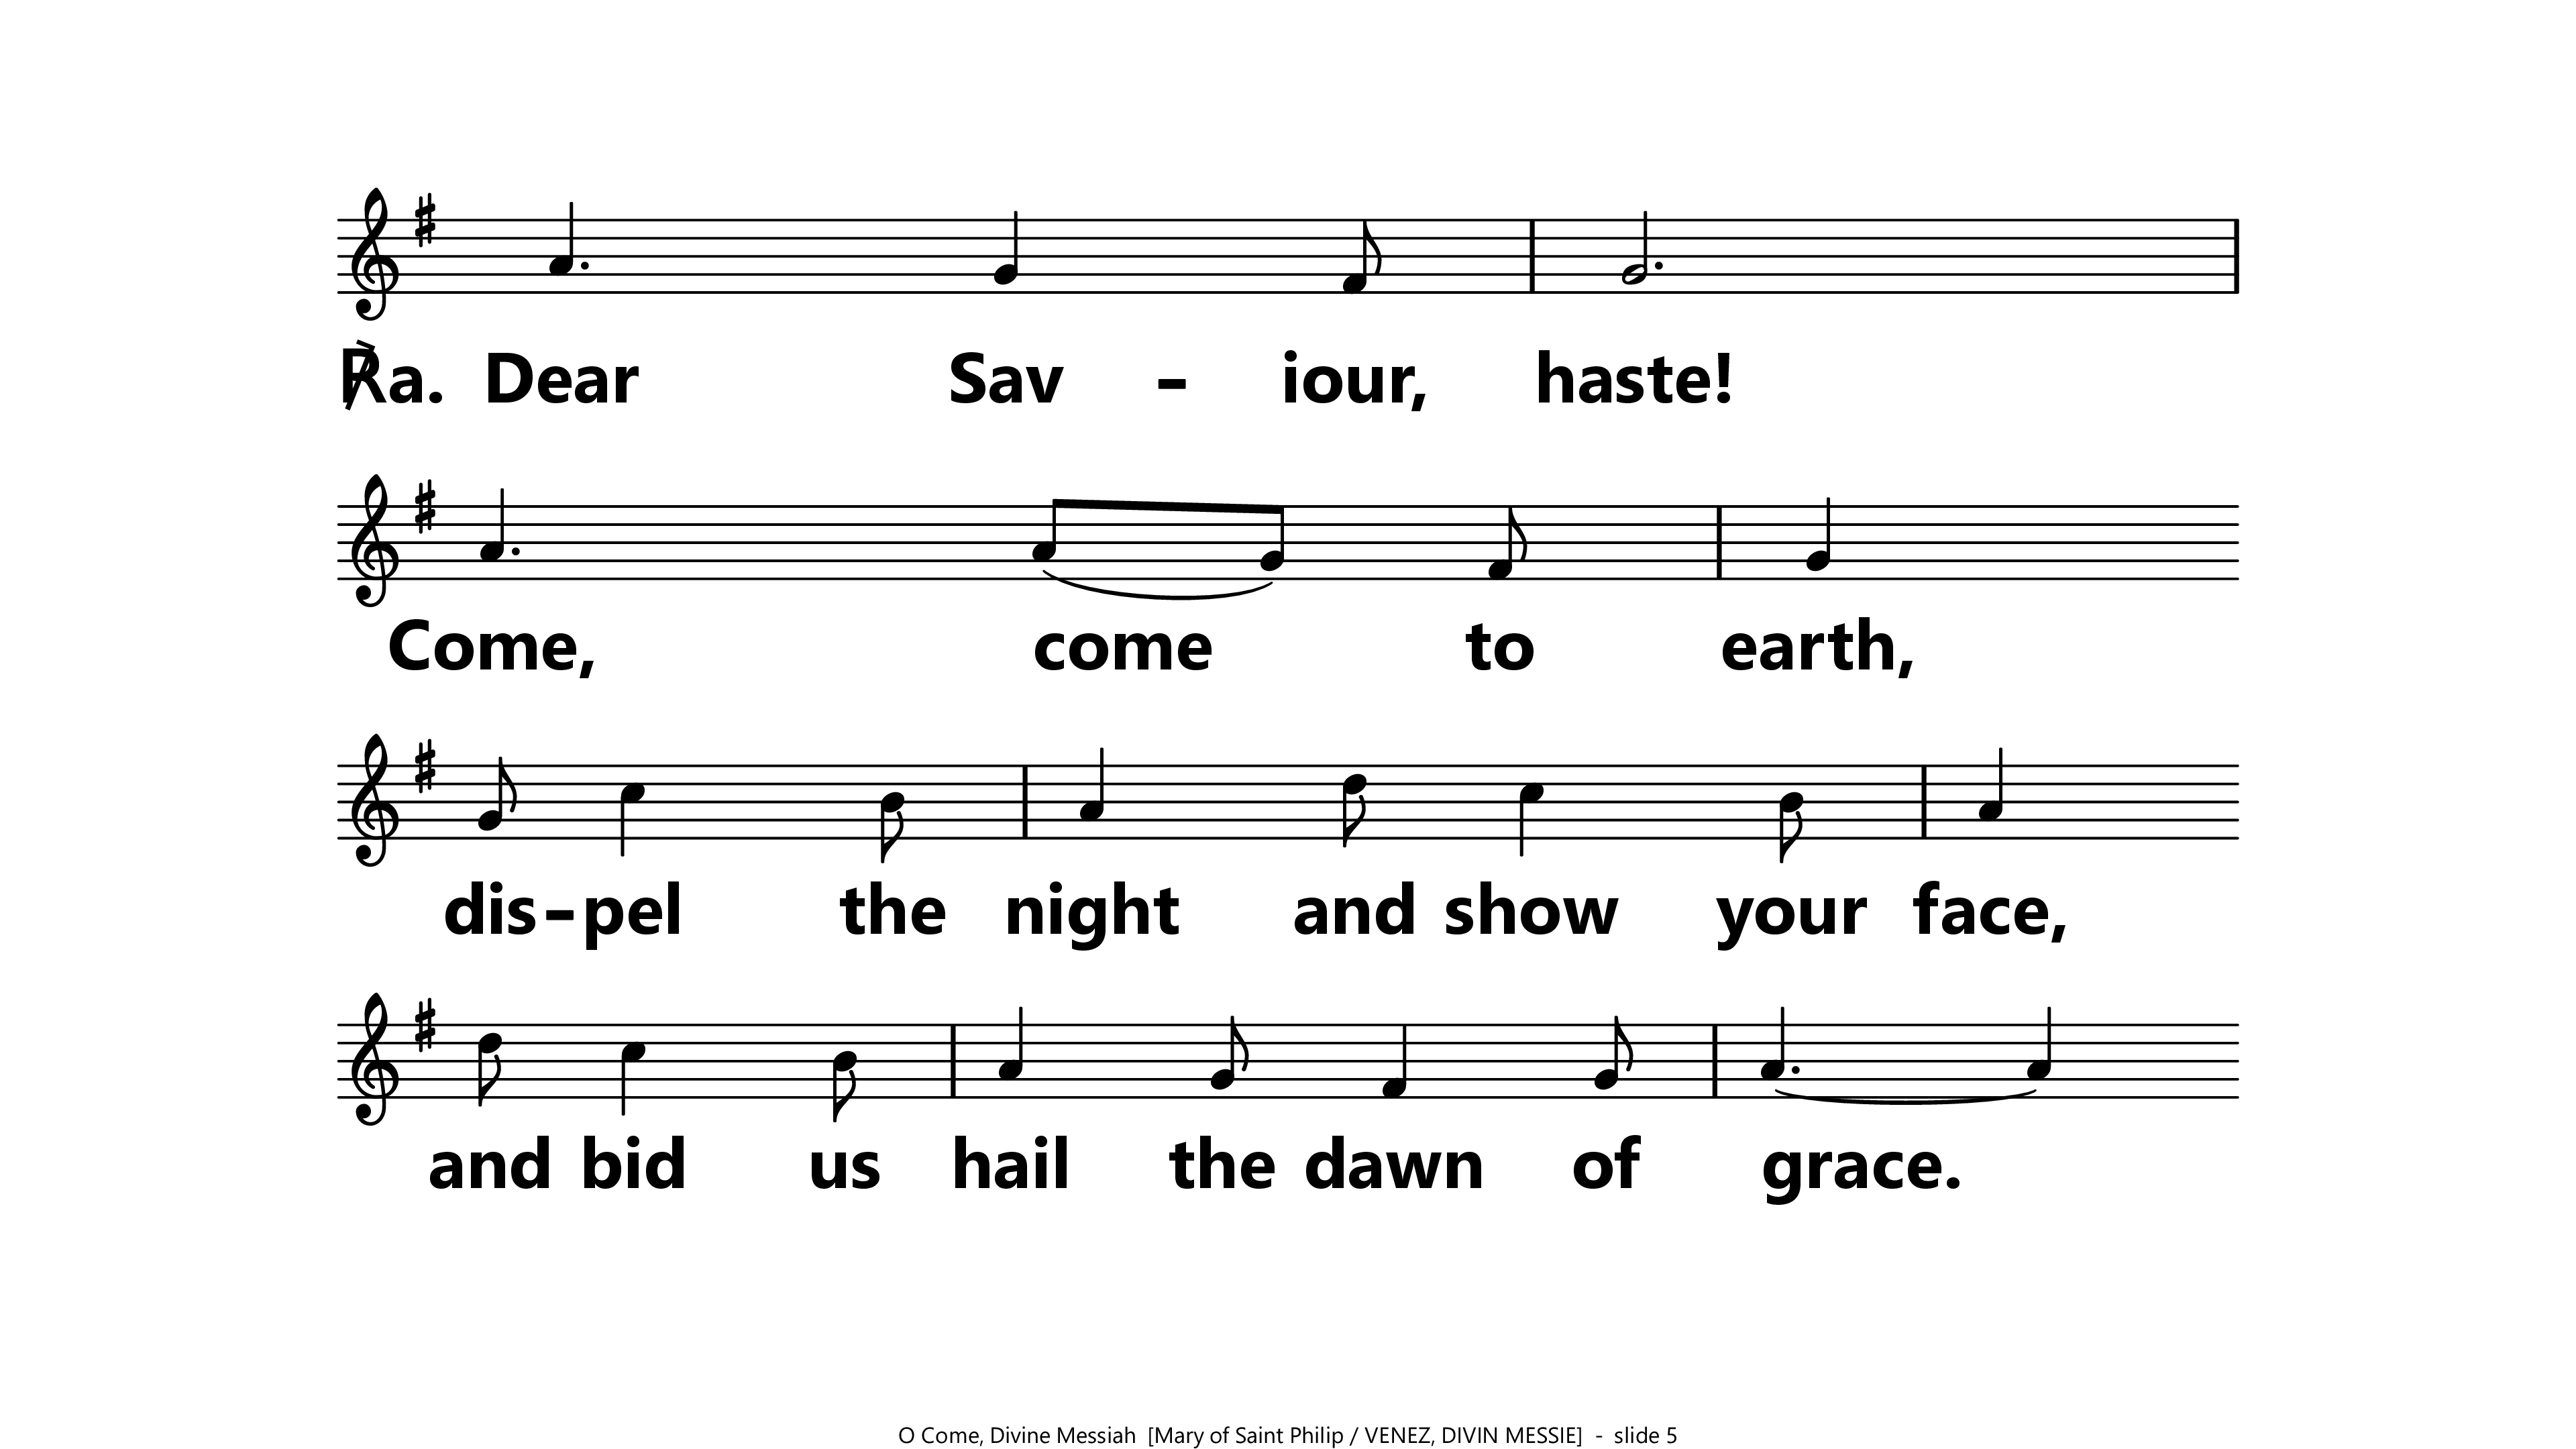 ℟a. Dear Sav - iour, haste!
Come, come to earth,
dis-pel the night and show your face,
and bid us hail the dawn of grace.
O Come, Divine Messiah [Mary of Saint Philip / VENEZ, DIVIN MESSIE] - slide 5